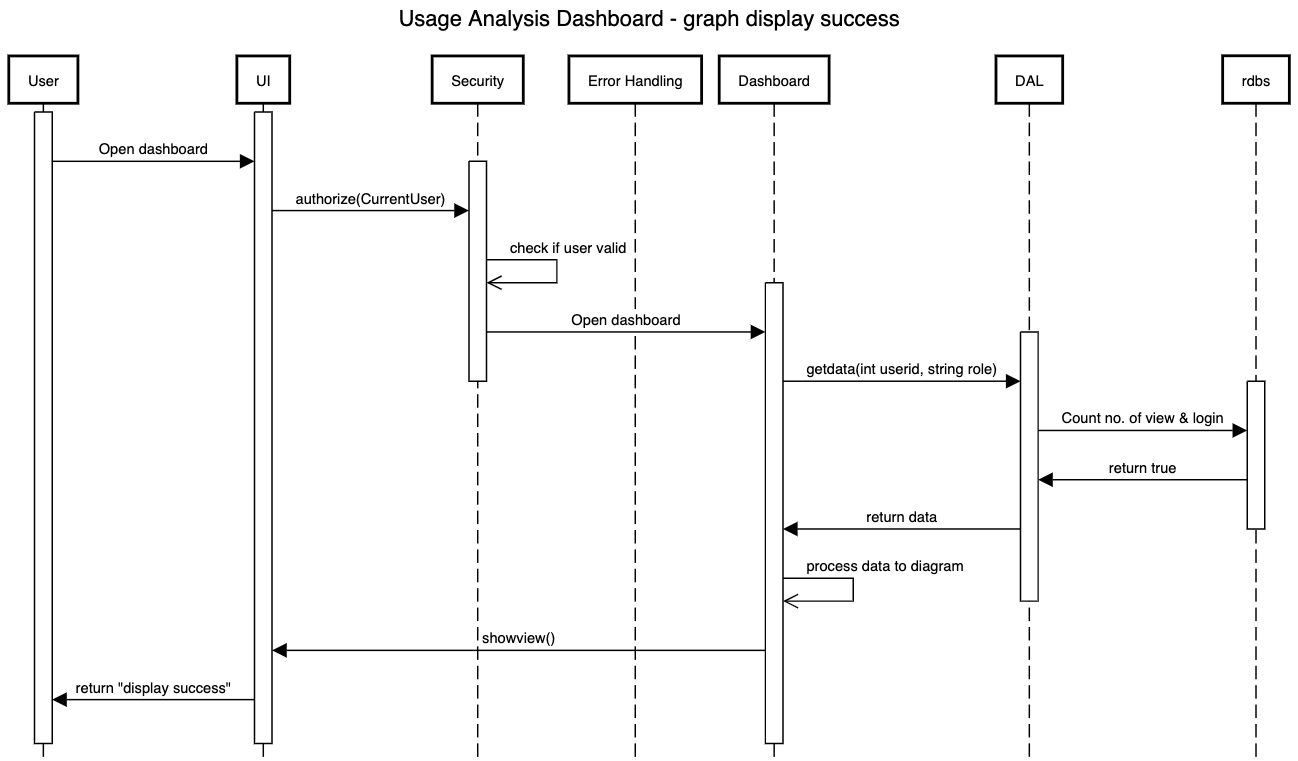 Usage Analysis Dashboard - graph display success
User
UI
Security
Error Handling
Dashboard
DAL
rdbs
Open dashboard
authorize(CurrentUser)
check if user valid
Open dashboard
getdata(int userid, string role)
Count no. of view & login
return true
return data
process data to diagram
showview()
return "display success"